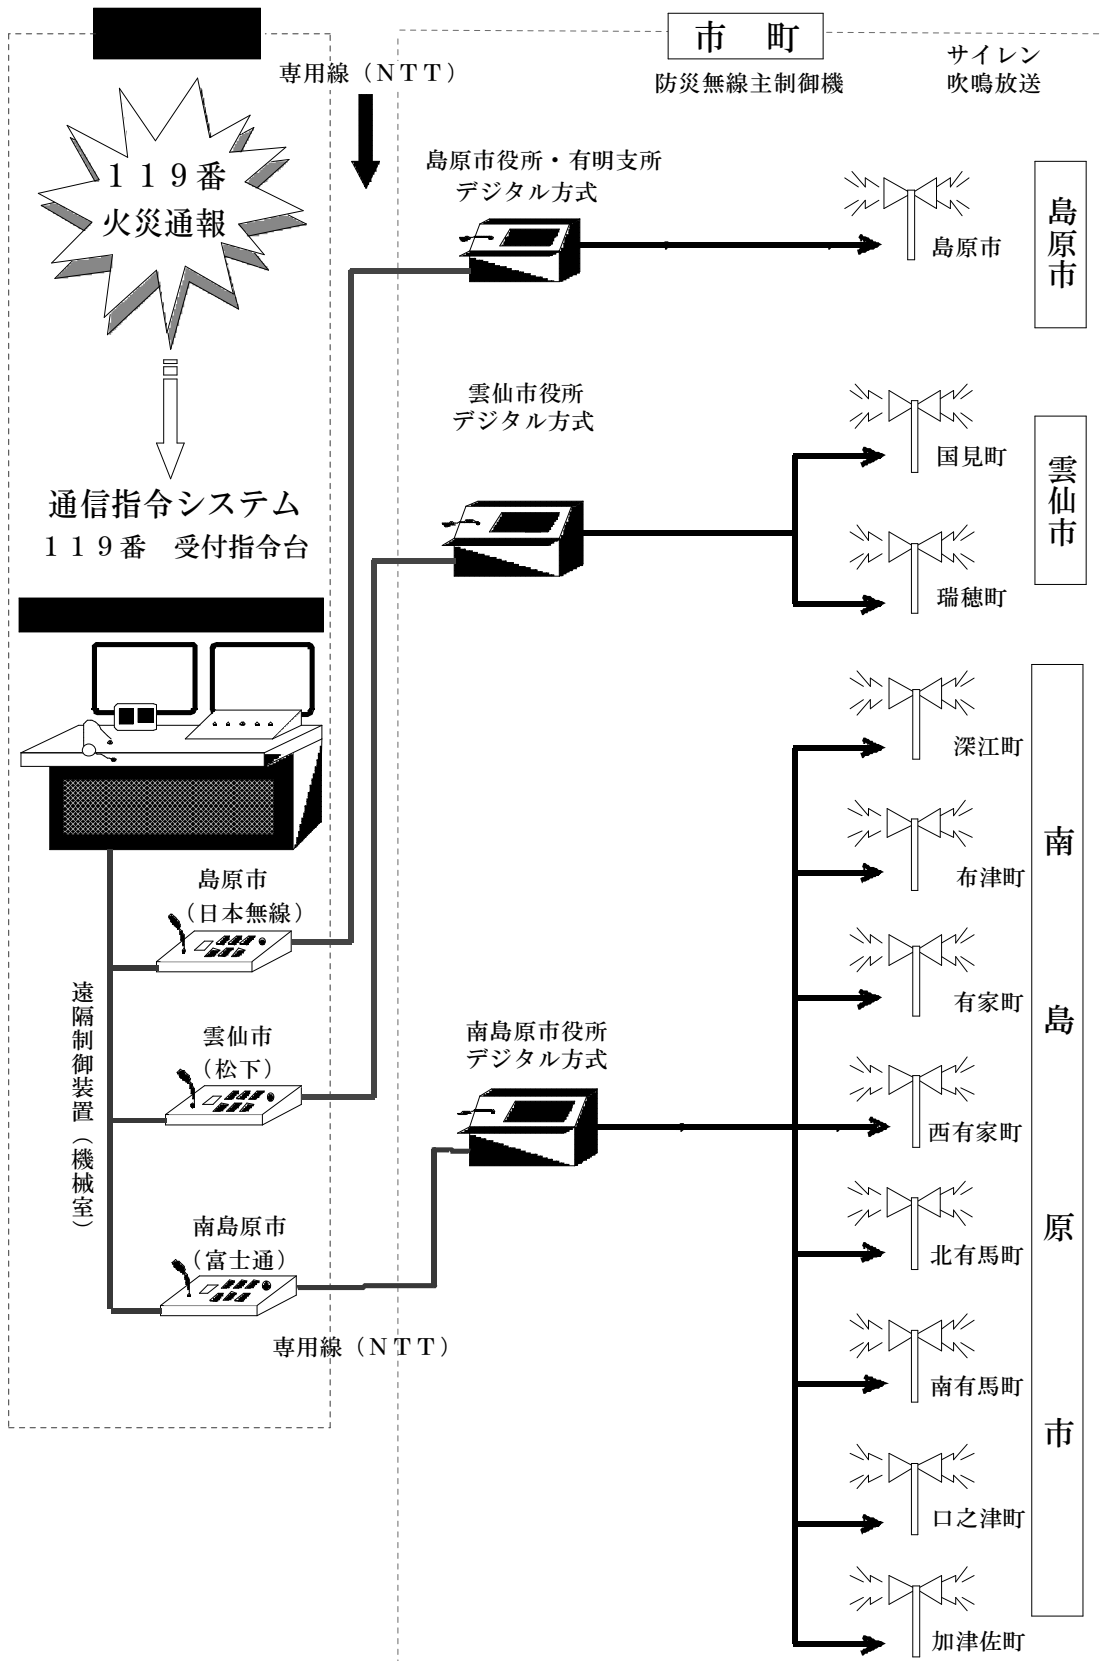 市　町
専用線（ＮＴＴ）
防災無線主制御機
サイレン
吹鳴放送
１１９番
火災通報
通信指令システム
１１９番　受付指令台
島原市役所・有明支所
デジタル方式
島原市
島原市
雲仙市役所
デジタル方式
国見町
瑞穂町
雲仙市
島原市
（日本無線）
雲仙市
（松下）
南島原市
（富士通）
遠隔制御装置（機械室）
専用線（ＮＴＴ）
南島原市役所
デジタル方式
深江町
布津町
有家町
西有家町
北有馬町
南有馬町
口之津町
加津佐町
南島原市